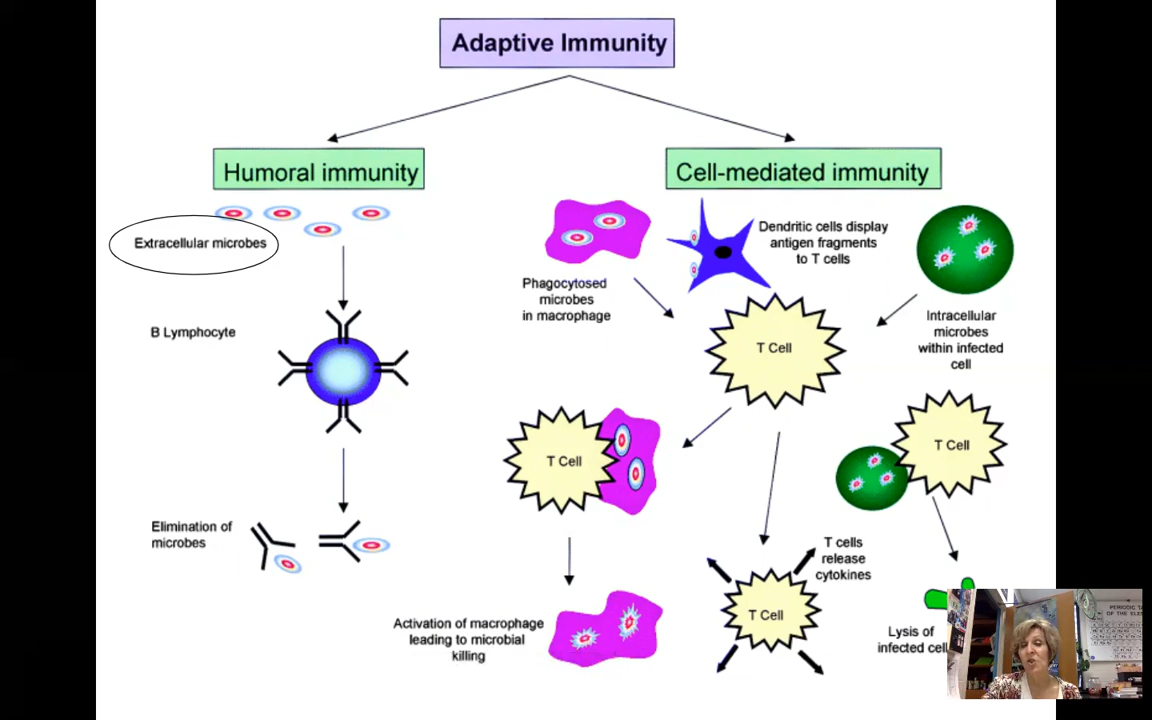 Adaptive Immunity
Humoral immunity
Cell-mediated immunity
Extracellular microbes
Dendritic cells display
antigen fragments
to T cells
Phagocytosed
microbes
in macrophage
Intracellular
microbes
within infected
cell
B Lymphocyte
T Cell
T Cell
T Cell
Elimination of
microbes
T cells
release
cytokines
T Cell
Activation of macrophage
leading to microbial
killing
Lysis of
infected cell